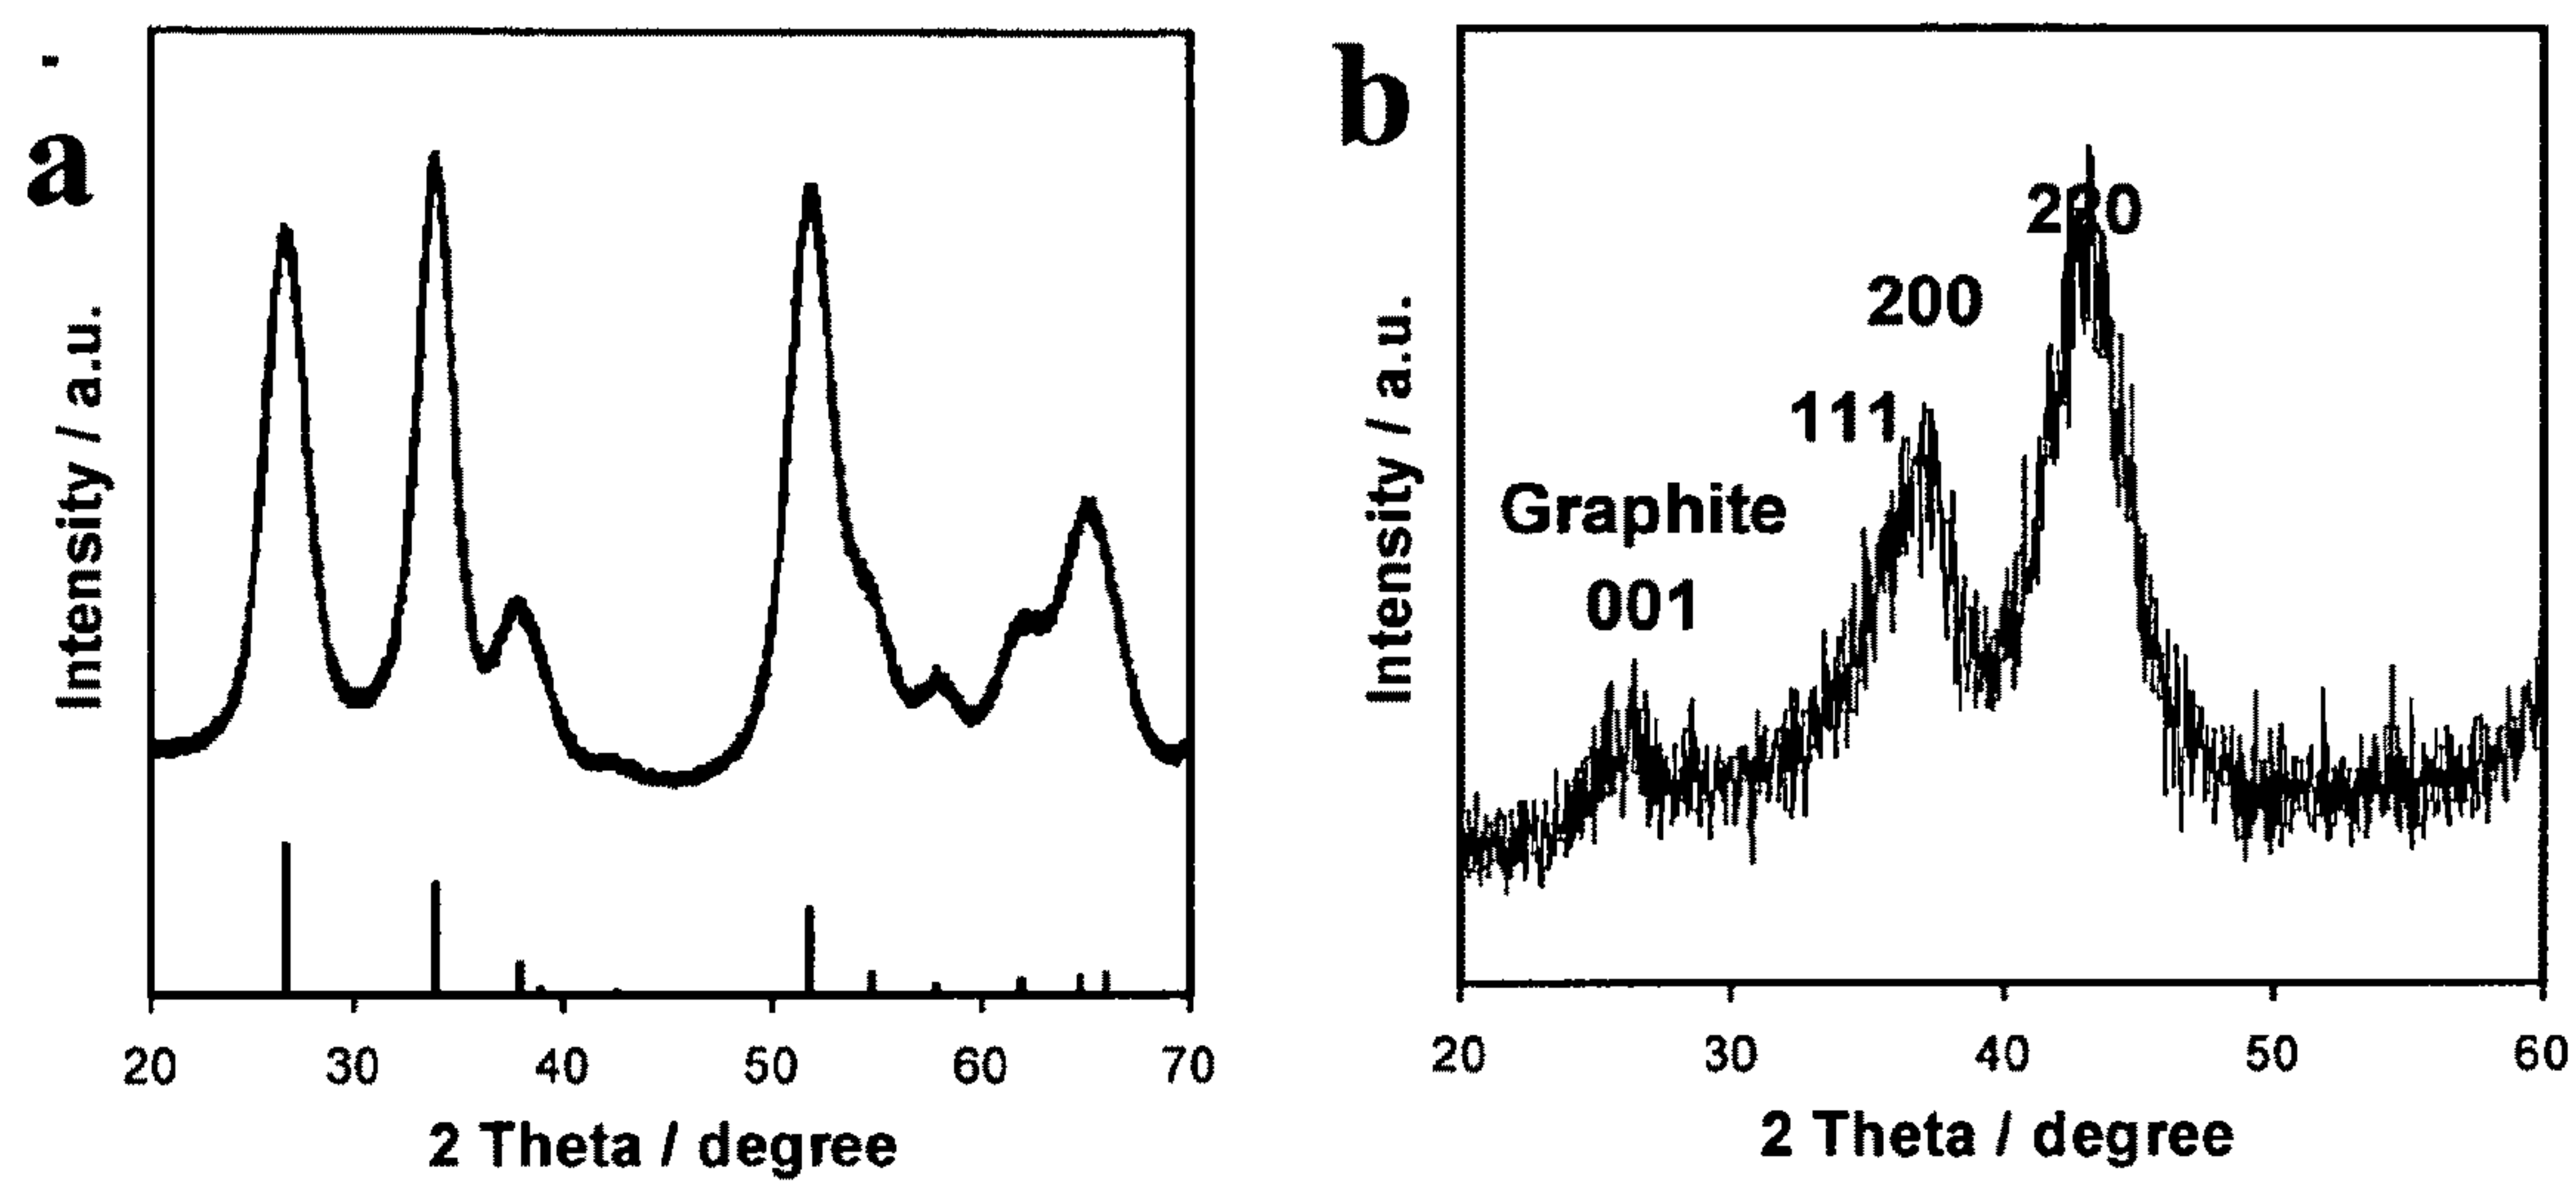 a
Intensity / a.u.
20 30 40 50 60 70
2 Theta / degree
b
Intensity / a.u.
220
200
111
Graphite
001
20 30 40 50 60
2 Theta / degree